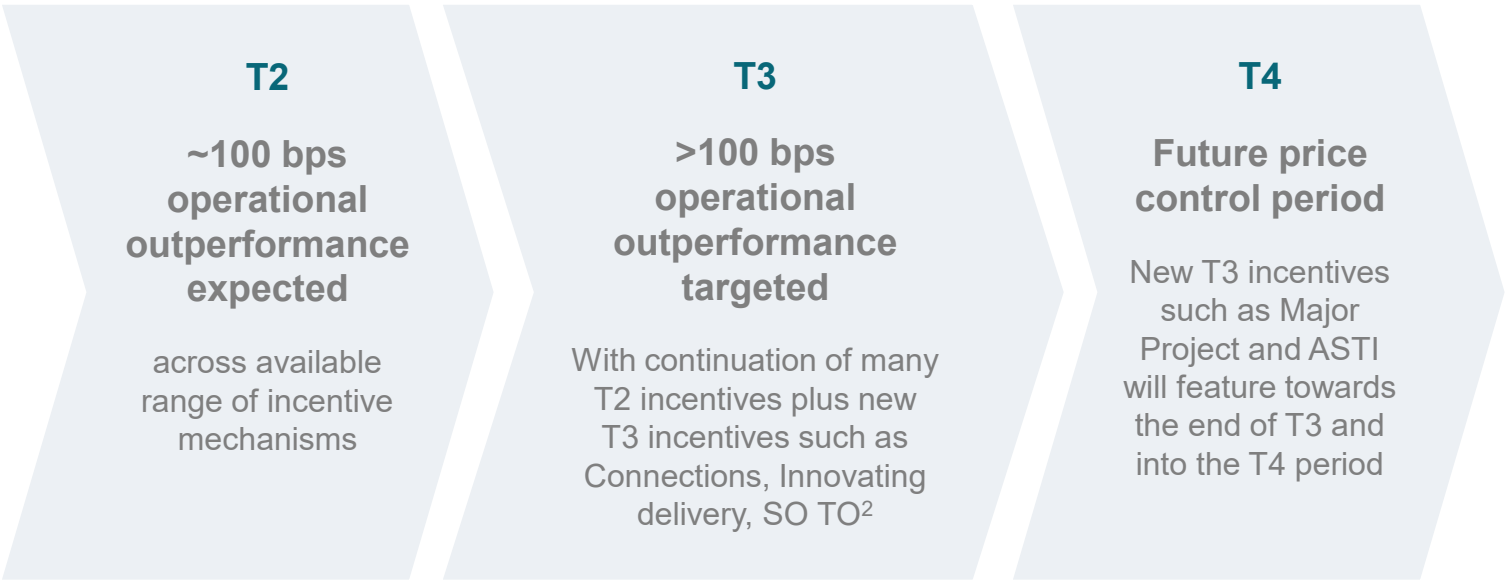 T2
~100 bps
operational
outperformance
expected
across available
range of incentive
mechanisms
T3
>100 bps
operational
outperformance
targeted
With continuation of many
T2 incentives plus new
T3 incentives such as
Connections, Innovating
delivery, SO TO²
T4
Future price
control period
New T3 incentives
such as Major
Project and ASTI
will feature towards
the end of T3 and
into the T4 period